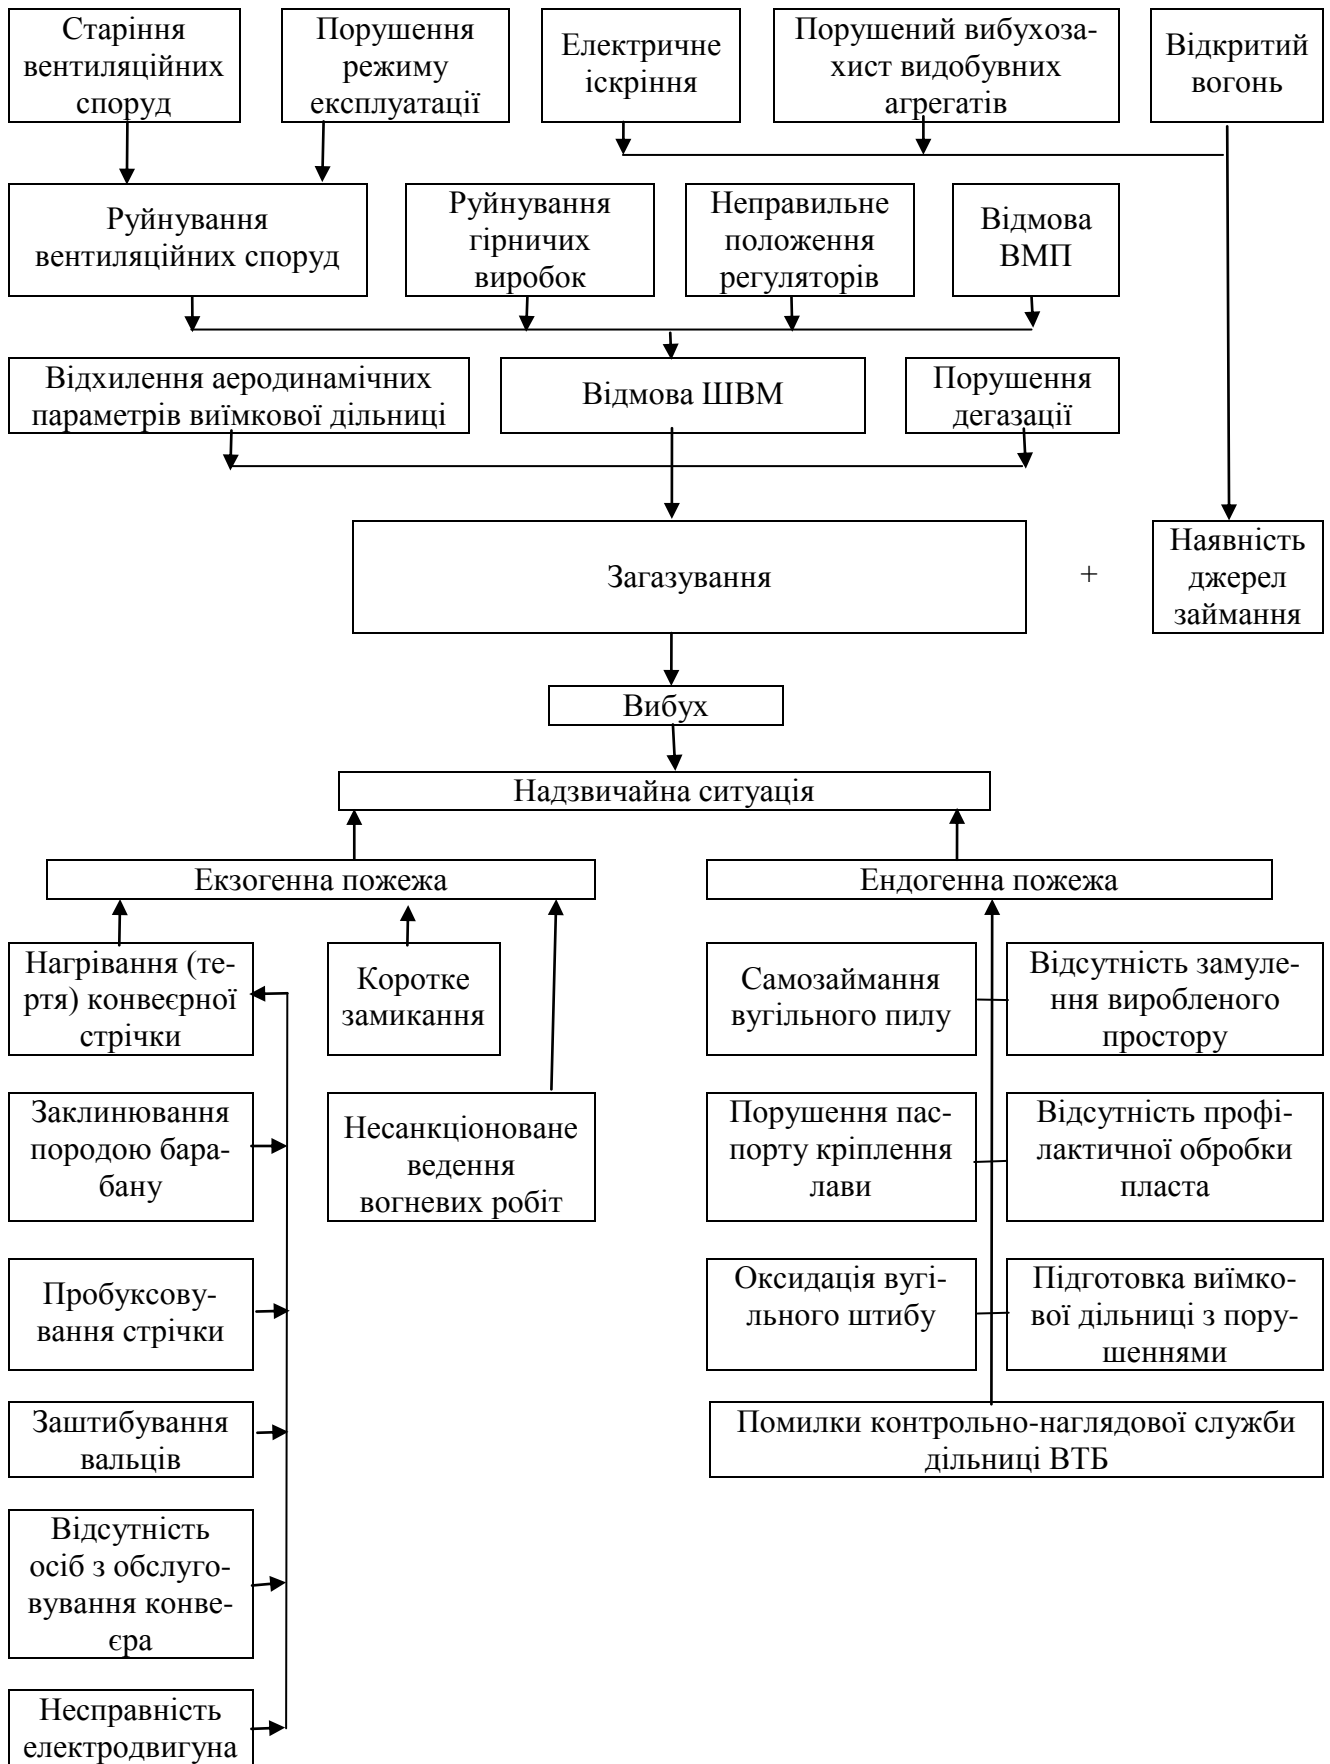 Старіння
вентиляційних
споруд
Порушення
режиму
експлуатації
Електричне
іскріння
Порушений вибухоза-
хист видобувних
агрегатів
Відкритий
вогонь
Руйнування
вентиляційних споруд
Руйнування
гірничих
виробок
Неправильне
положення
регуляторів
Відмова
ВМП
Відхилення аеродинамічних
параметрів виїмкової дільниці
Відмова ШВМ
Порушення
дегазації
Загазування
+
Наявність
джерел
займання
Вибух
Надзвичайна ситуація
Екзогенна пожежа
Ендогенна пожежа
Нагрівання (те-
ртя) конвеєрної
стрічки
Коротке
замикання
Самозаймання
вугільного пилу
Відсутність замуле-
ння виробленого
простору
Заклинювання
породою бара-
бану
Несанкціоноване
ведення
вогневих робіт
Порушення пас-
порту кріплення
лави
Відсутність профі-
лактичної обробки
пласта
Пробуксову-
вання стрічки
Оксидація вугі-
льного штибу
Підготовка виїмко-
вої дільниці з пору-
шеннями
Заштибування
вальців
Помилки контрольно-наглядової служби
дільниці ВТБ
Відсутність
осіб з обслуго-
вування конве-
єра
Несправність
електродвигуна